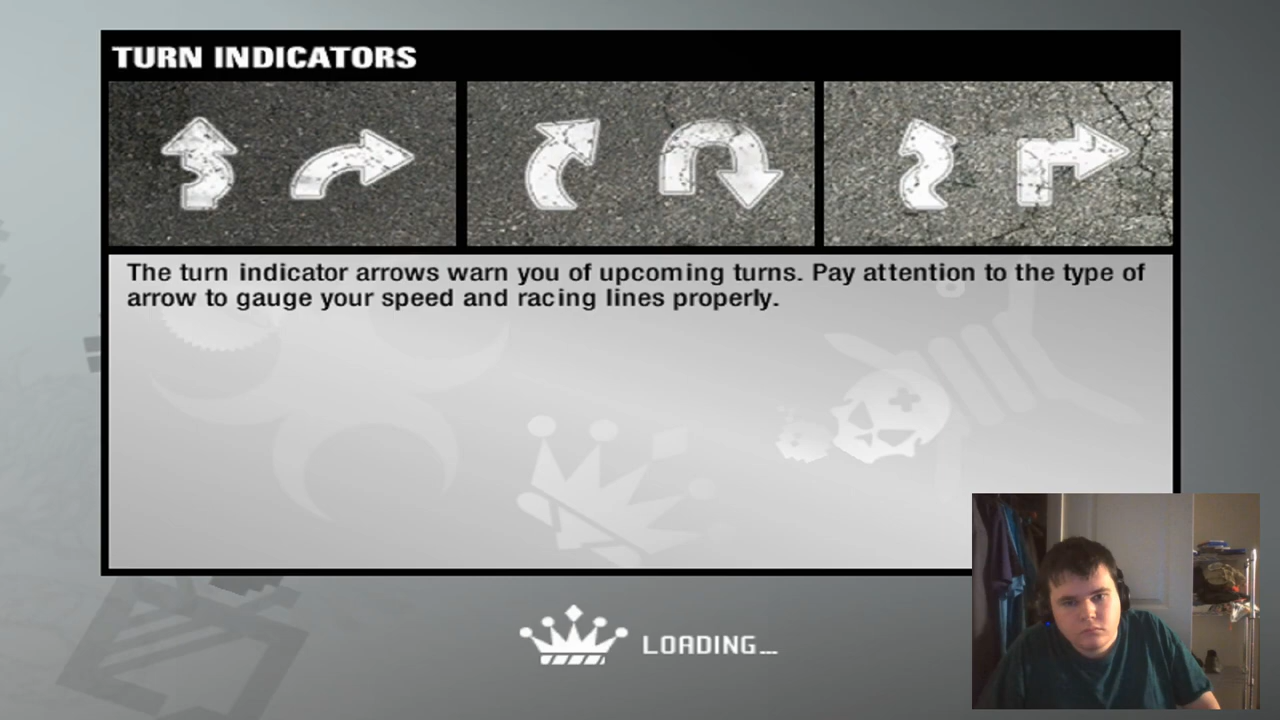 TURN INDICATORS
The turn indicator arrows warn you of upcoming turns. Pay attention to the type of
arrow to gauge your speed and racing lines properly.
LOADING...